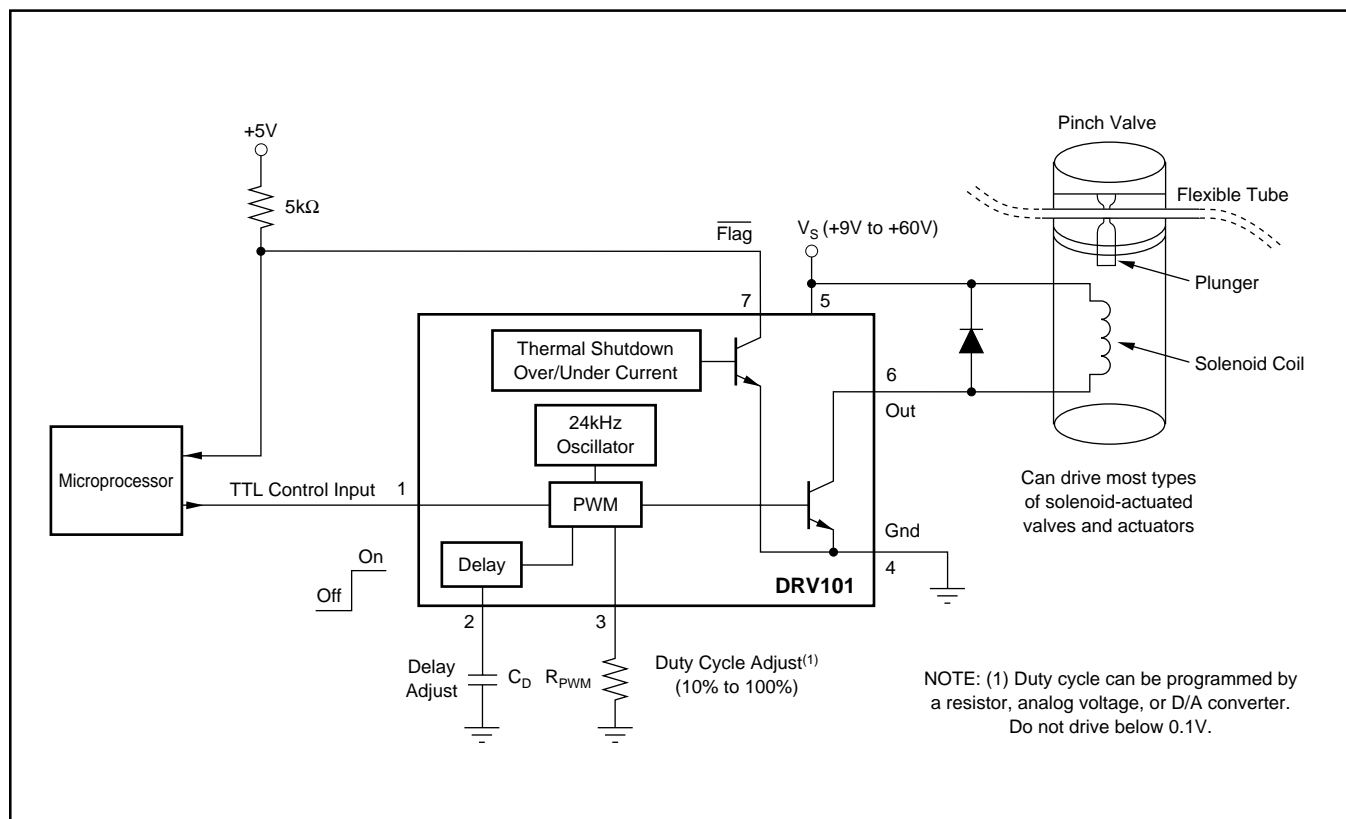 +5V
5kΩ
Flag
7
V_S (+9V to +60V)
5
Pinch Valve
Flexible Tube
Plunger
Solenoid Coil
Can drive most types
of solenoid-actuated
valves and actuators
Thermal Shutdown
Over/Under Current
24kHz
Oscillator
PWM
Delay
6
Out
Gnd
4
DRV101
Microprocessor
TTL Control Input
1
On
Off
2
3
Delay
Adjust
C_D
R_PWM
Duty Cycle Adjust(1)
(10% to 100%)
NOTE: (1) Duty cycle can be programmed by
a resistor, analog voltage, or D/A converter.
Do not drive below 0.1V.